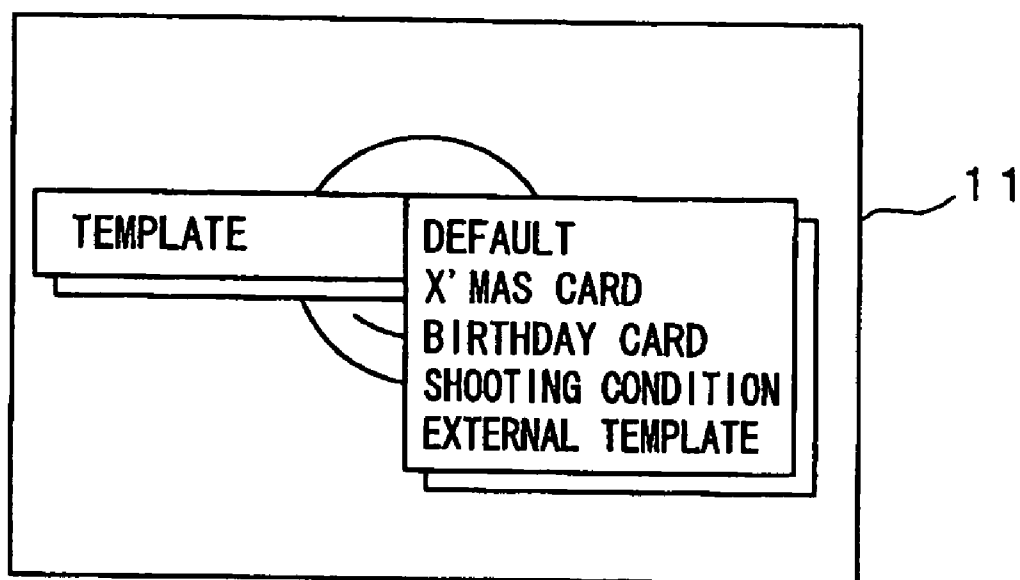 TEMPLATE
DEFAULT
X'MAS CARD
BIRTHDAY CARD
SHOOTING CONDITION
EXTERNAL TEMPLATE
11